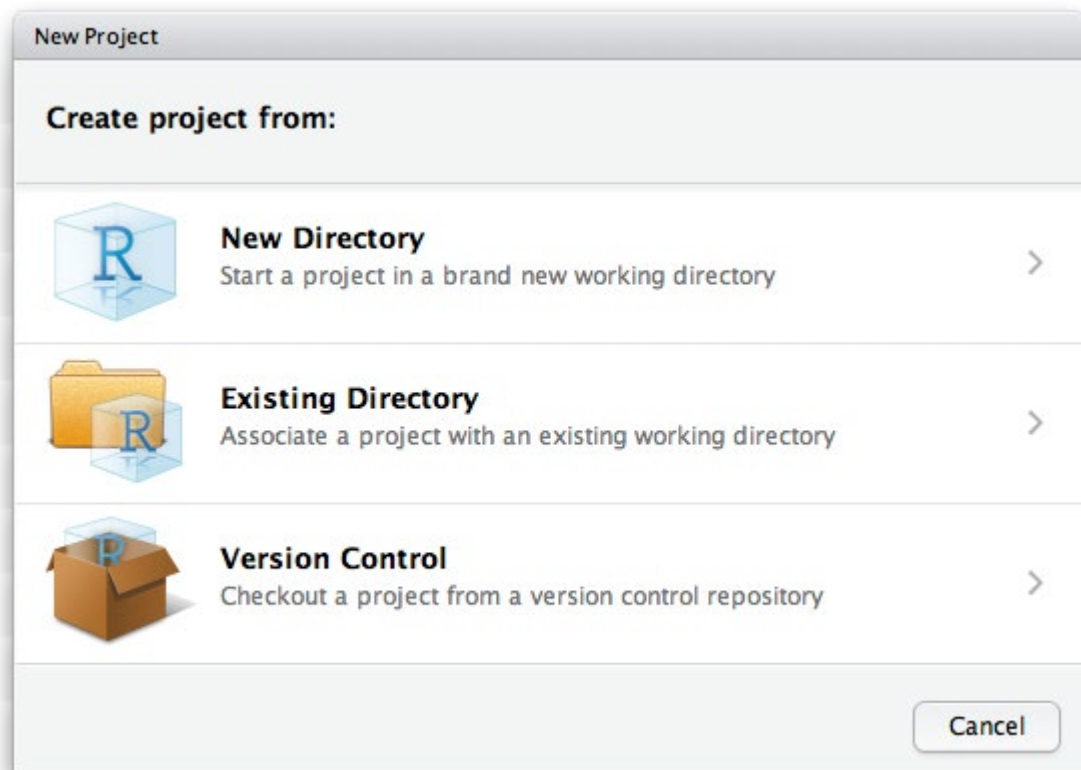 New Project
Create project from:
R
New Directory
Start a project in a brand new working directory
R
Existing Directory
Associate a project with an existing working directory
R
Version Control
Checkout a project from a version control repository
Cancel